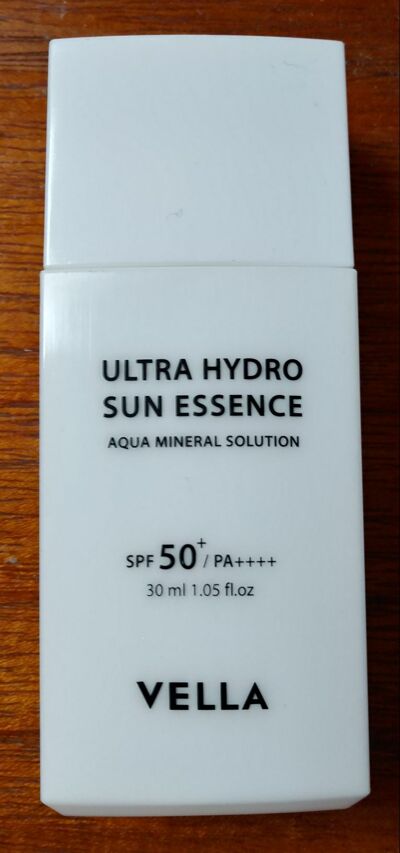 ULTRA HYDRO
SUN ESSENCE
AQUA MINERAL SOLUTION
SPF 50+ / PA++++
30 ml 1.05 fl.oz
VELLA